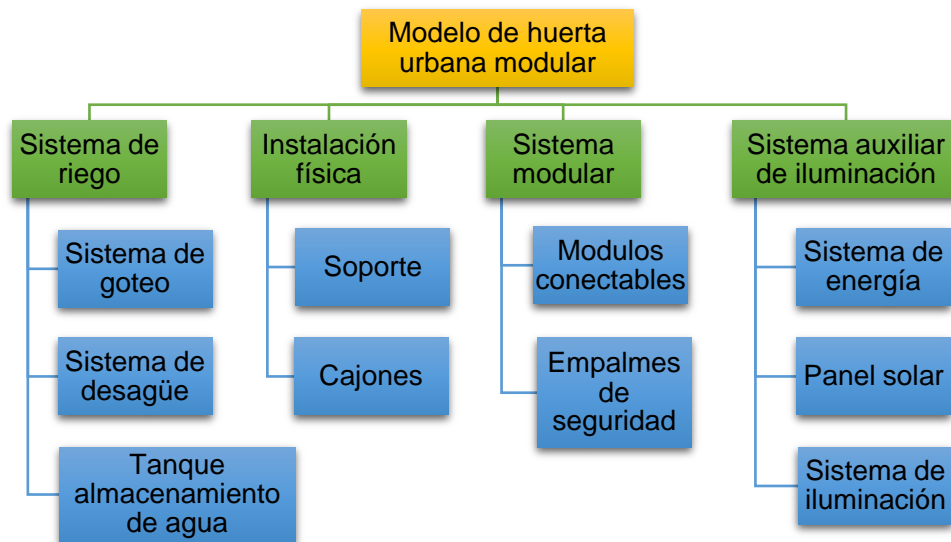 Modelo de huerta
urbana modular
Sistema de
riego
Sistema de
goteo
Sistema de
desagüe
Tanque
almacenamiento
de agua
Instalación
física
Soporte
Cajones
Sistema
modular
Modulos
conectables
Empalmes
de
seguridad
Sistema auxiliar
de iluminación
Sistema de
energía
Panel solar
Sistema de
iluminación